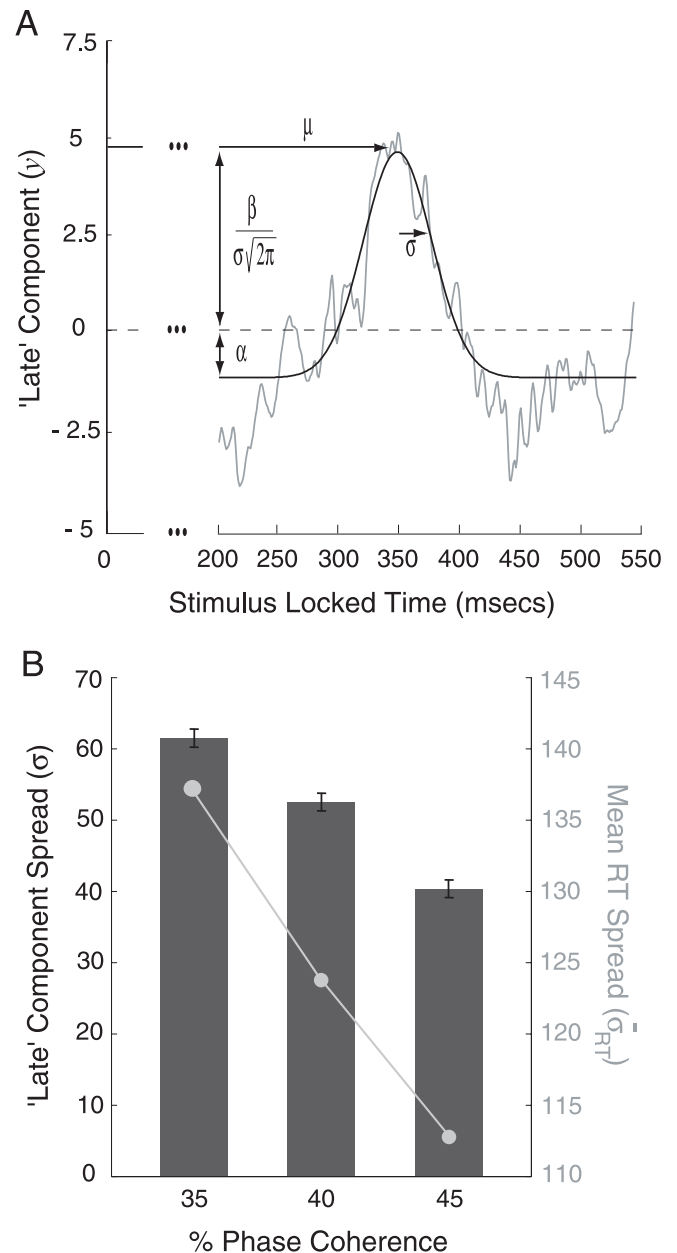 A
7.5
5
2.5
0
- 2.5
- 5
'Late' Component (y)
μ
β
σ√2π
σ
α
•••
•••
•••
0 200 250 300 350 400 450 500 550
Stimulus Locked Time (msecs)
B
70
60
50
40
30
20
10
0
'Late' Component Spread (σ)
145
140
135
130
125
120
115
110
Mean RT Spread (σ̄RT)
35 40 45
% Phase Coherence